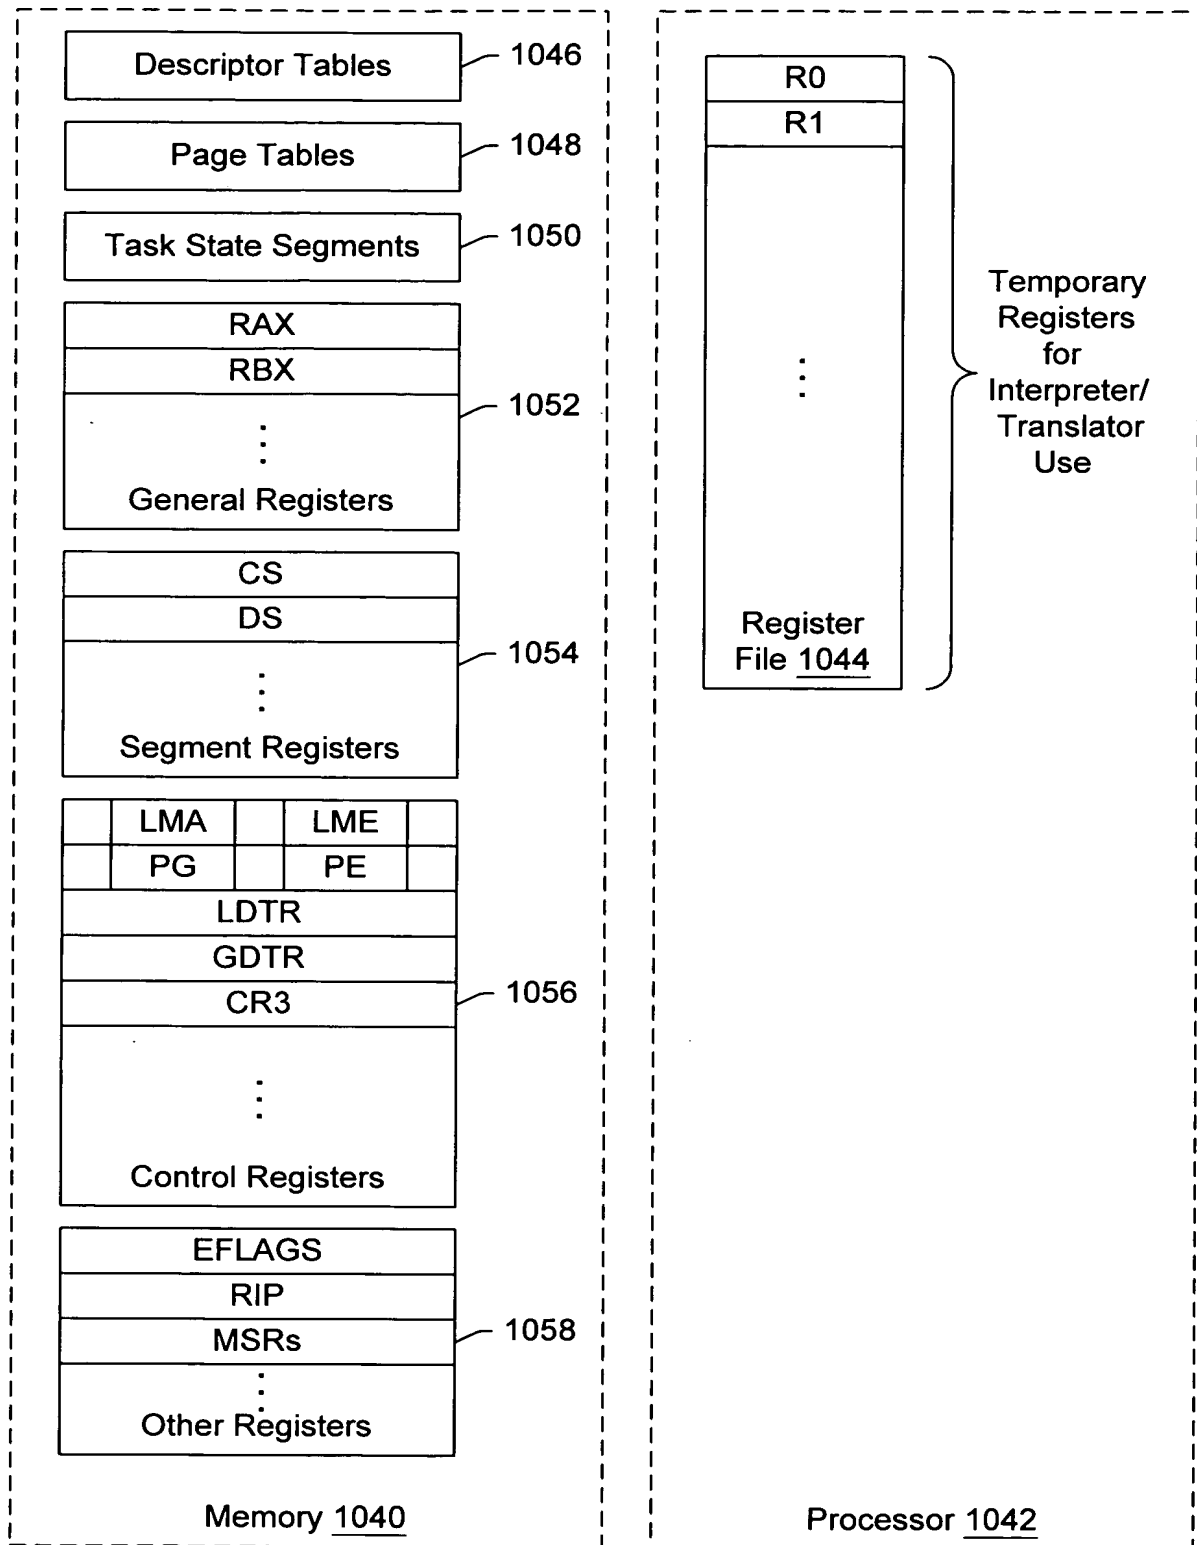 Descriptor Tables
1046
Page Tables
1048
Task State Segments
1050
RAX
RBX
1052
General Registers
CS
DS
1054
Segment Registers
LMA LME
PG PE
LDTR
GDTR
CR3
1056
Control Registers
EFLAGS
RIP
MSRs
1058
Other Registers
Memory 1040
R0
R1
Register
File 1044
Temporary
Registers
for
Interpreter/
Translator
Use
Processor 1042